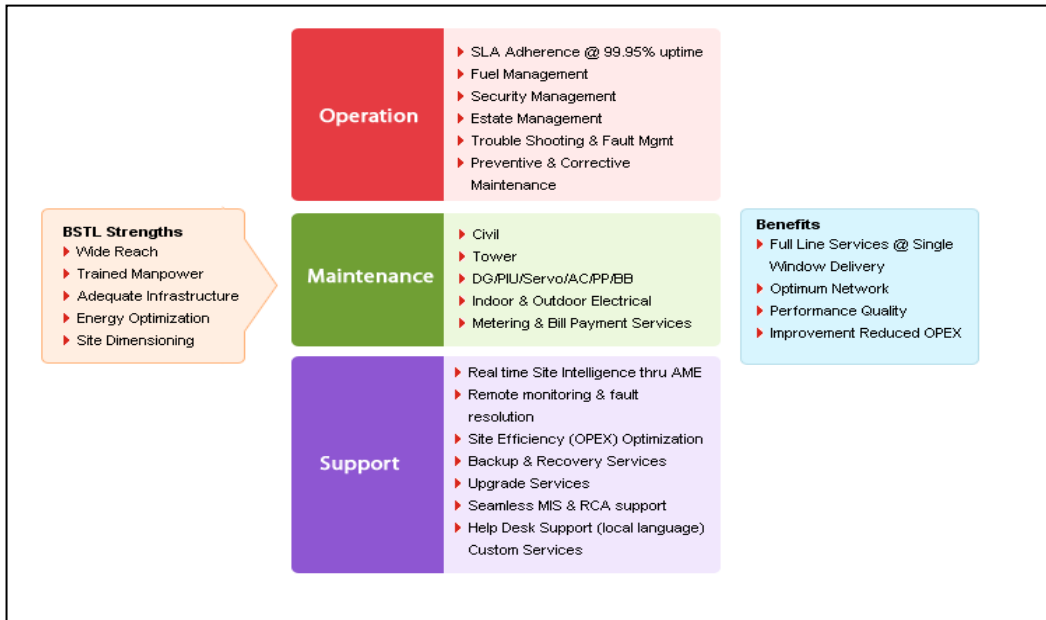 BSTL Strengths
Wide Reach
Trained Manpower
Adequate Infrastructure
Energy Optimization
Site Dimensioning
Operation
SLA Adherence @ 99.95% uptime
Fuel Management
Security Management
Estate Management
Trouble Shooting & Fault Mgmt
Preventive & Corrective
Maintenance
Maintenance
Civil
Tower
DG/PIU/Servo/AC/PP/BB
Indoor & Outdoor Electrical
Metering & Bill Payment Services
Support
Real time Site Intelligence thru AME
Remote monitoring & fault
resolution
Site Efficiency (OPEX) Optimization
Backup & Recovery Services
Upgrade Services
Seamless MIS & RCA support
Help Desk Support (local language)
Custom Services
Benefits
Full Line Services @ Single
Window Delivery
Optimum Network
Performance Quality
Improvement Reduced OPEX